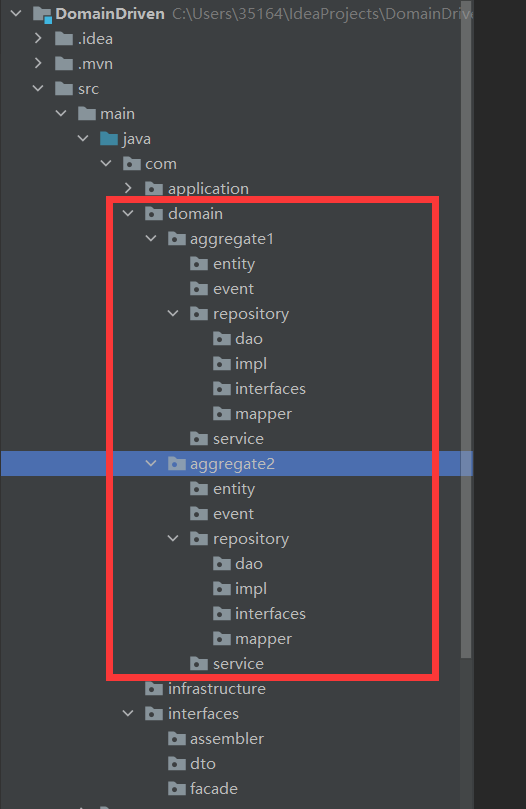 DomainDriven C:\Users\35164\IdeaProjects\DomainDrive
.idea
.mvn
src
main
java
com
application
domain
aggregate1
entity
event
repository
dao
impl
interfaces
mapper
service
aggregate2
entity
event
repository
dao
impl
interfaces
mapper
service
infrastructure
interfaces
assembler
dto
facade